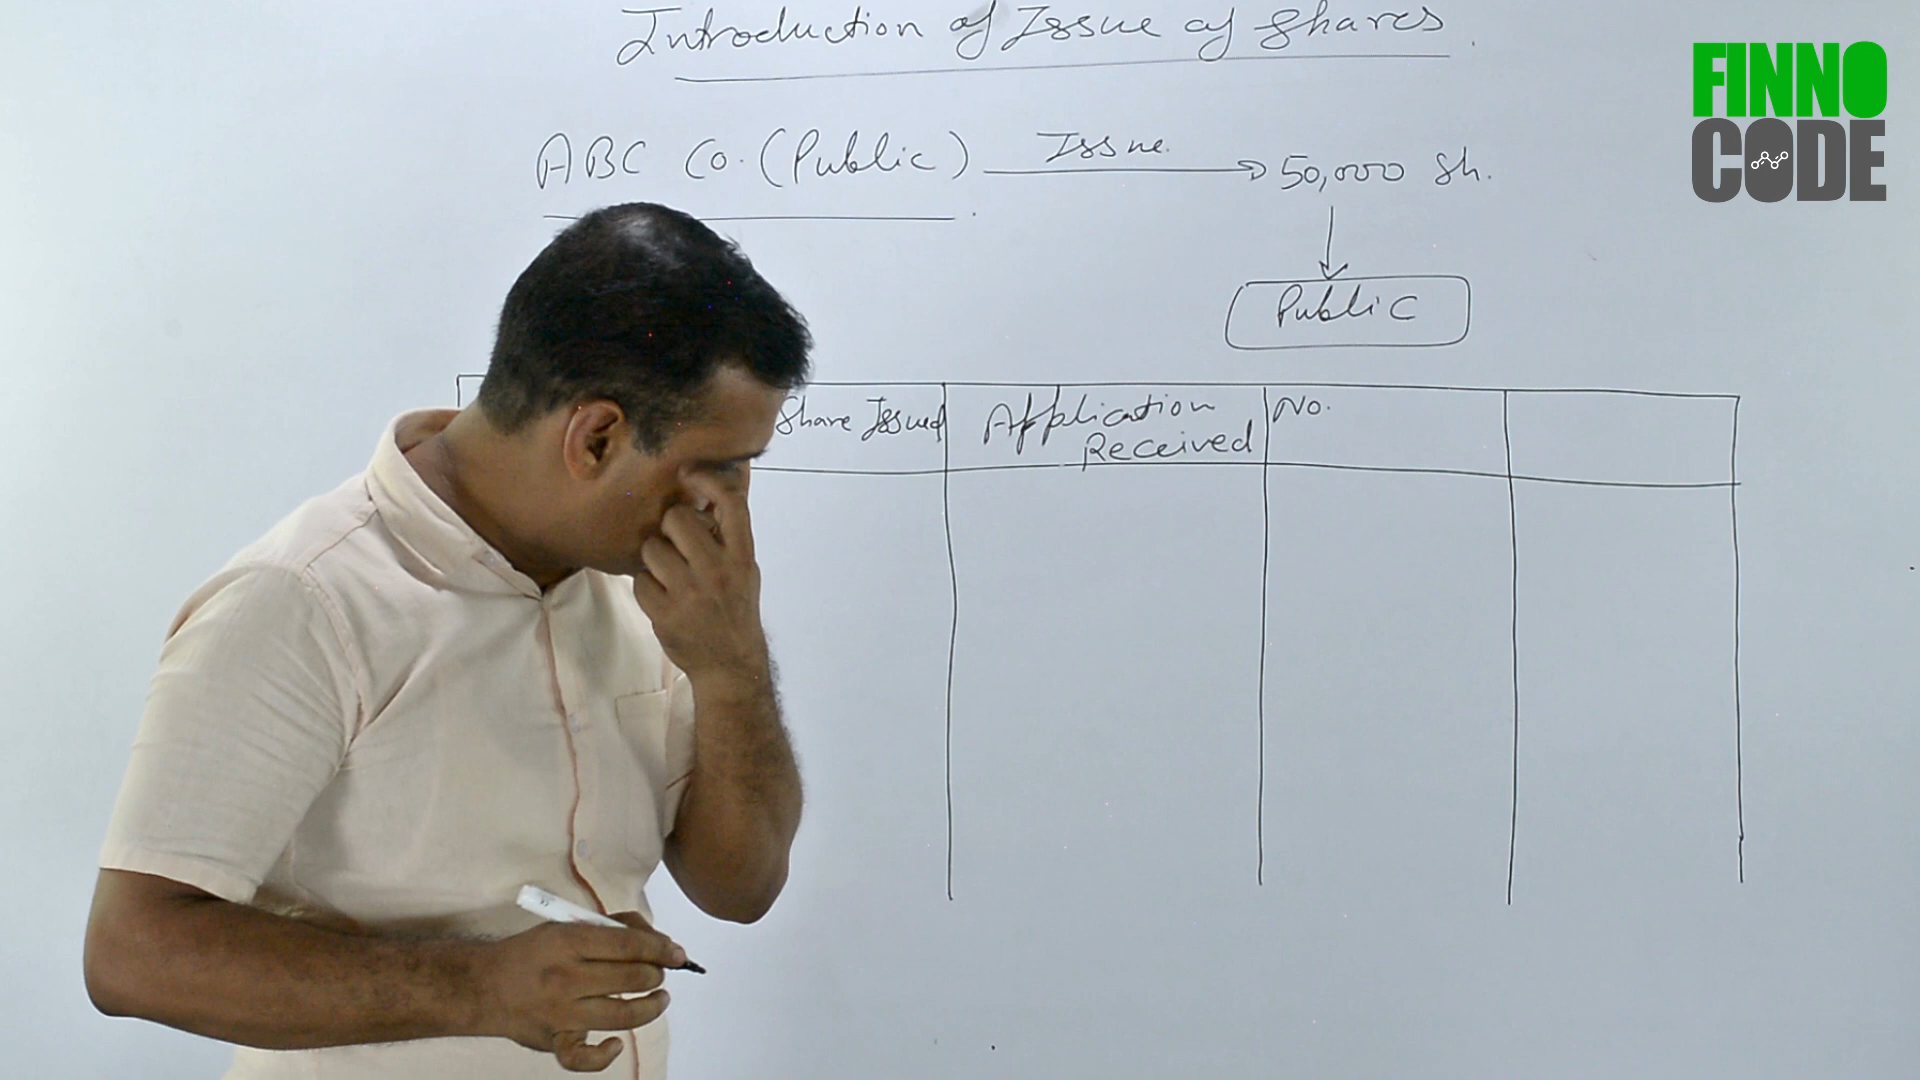 Introduction of Issue of Shares.
FINNO
CODE
ABC Co. (Public) Issue. 50,000 Sh.
Public
Share Issued Application Received No.